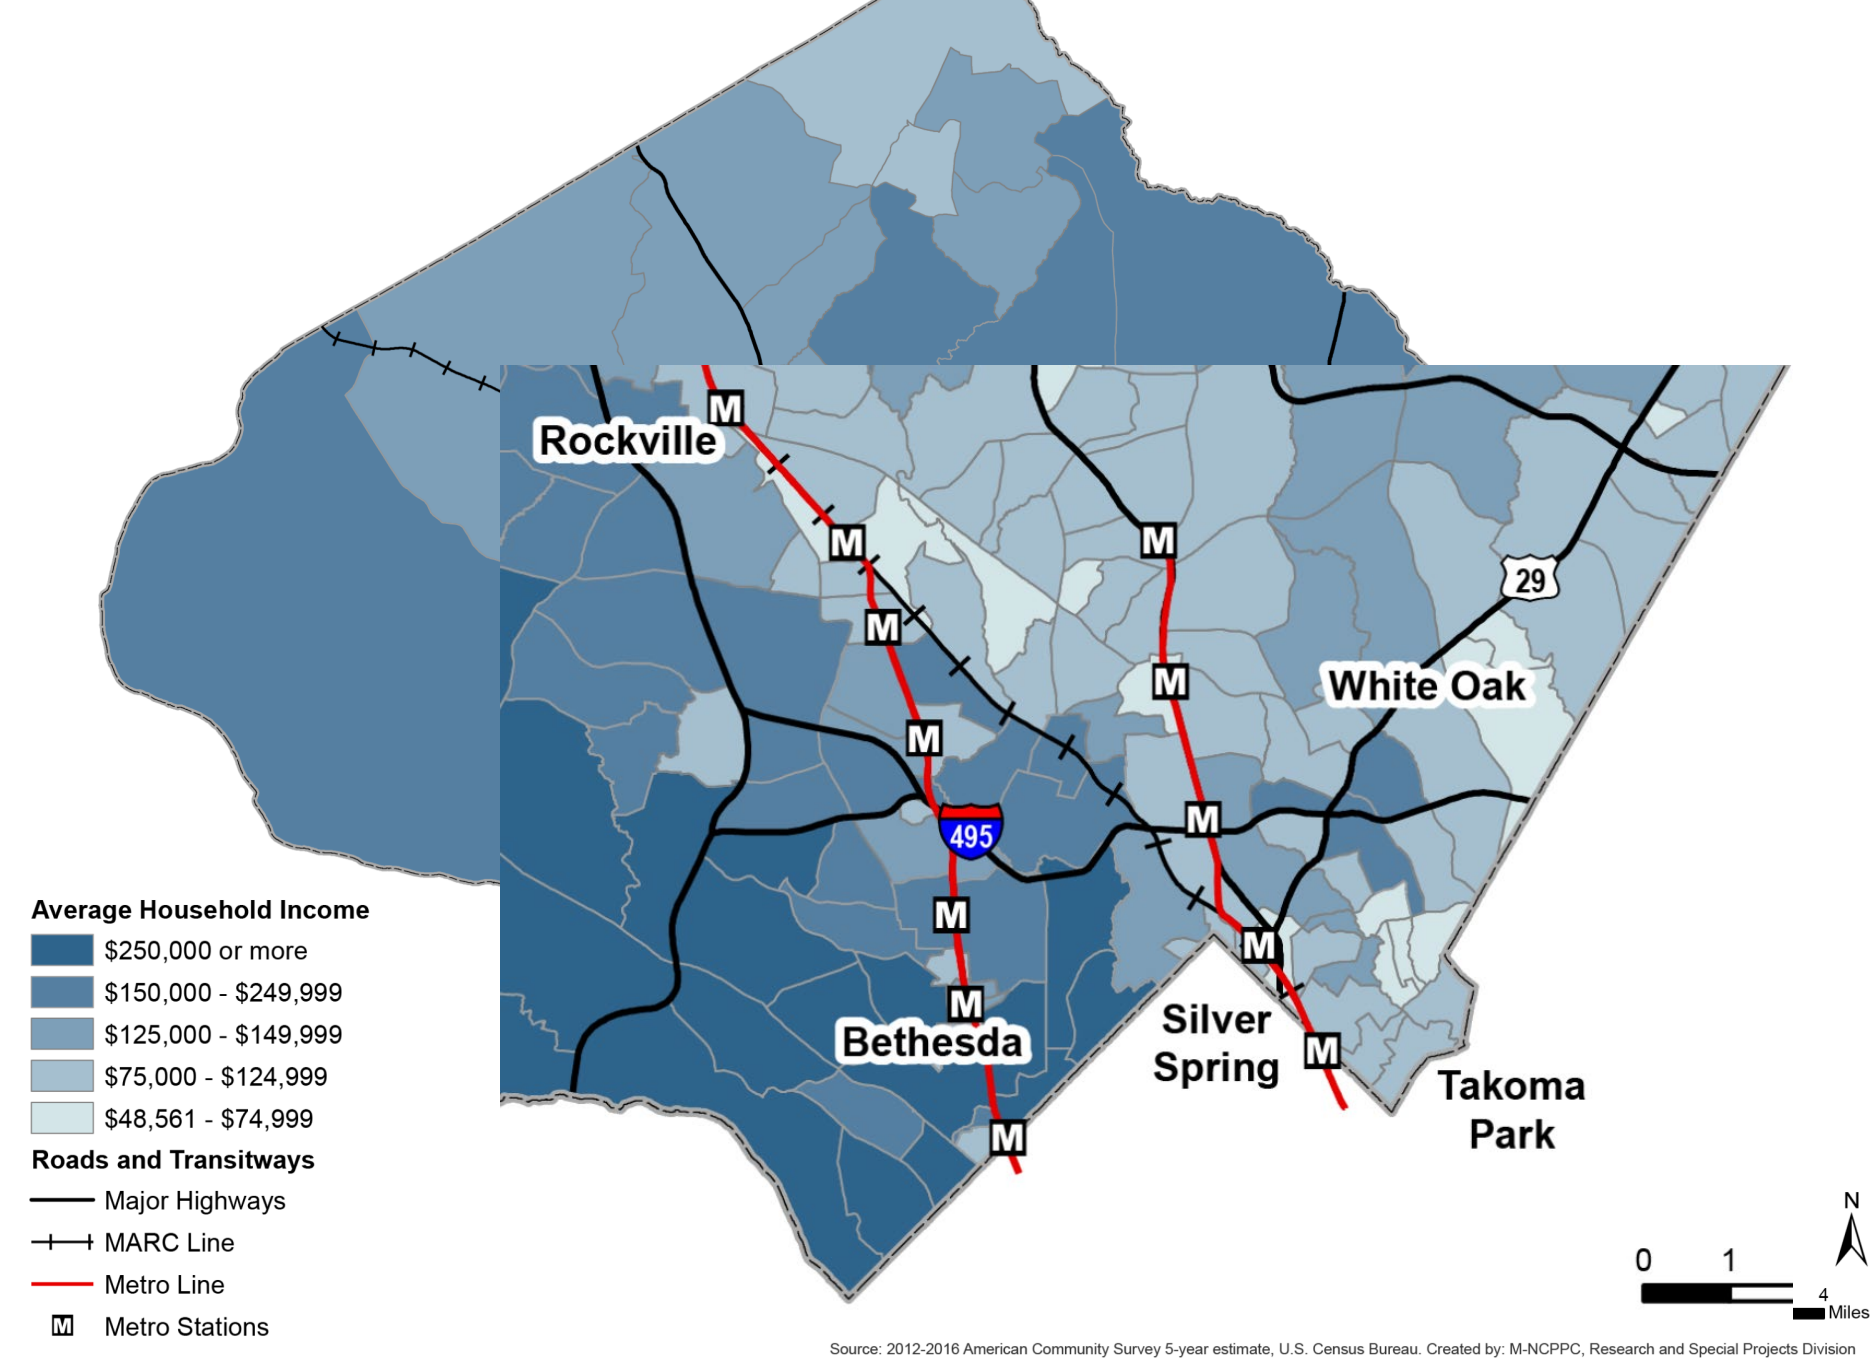 M
Rockville
M
M
29
M
M
White Oak
M
M
495
M
M
M
Silver
Spring
Bethesda
M
Takoma
Park
M
Average Household Income
$250,000 or more
$150,000 - $249,999
$125,000 - $149,999
$75,000 - $124,999
$48,561 - $74,999
Roads and Transitways
Major Highways
MARC Line
Metro Line
M Metro Stations
N
0 1
4
Miles
Source: 2012-2016 American Community Survey 5-year estimate, U.S. Census Bureau. Created by: M-NCPPC, Research and Special Projects Division